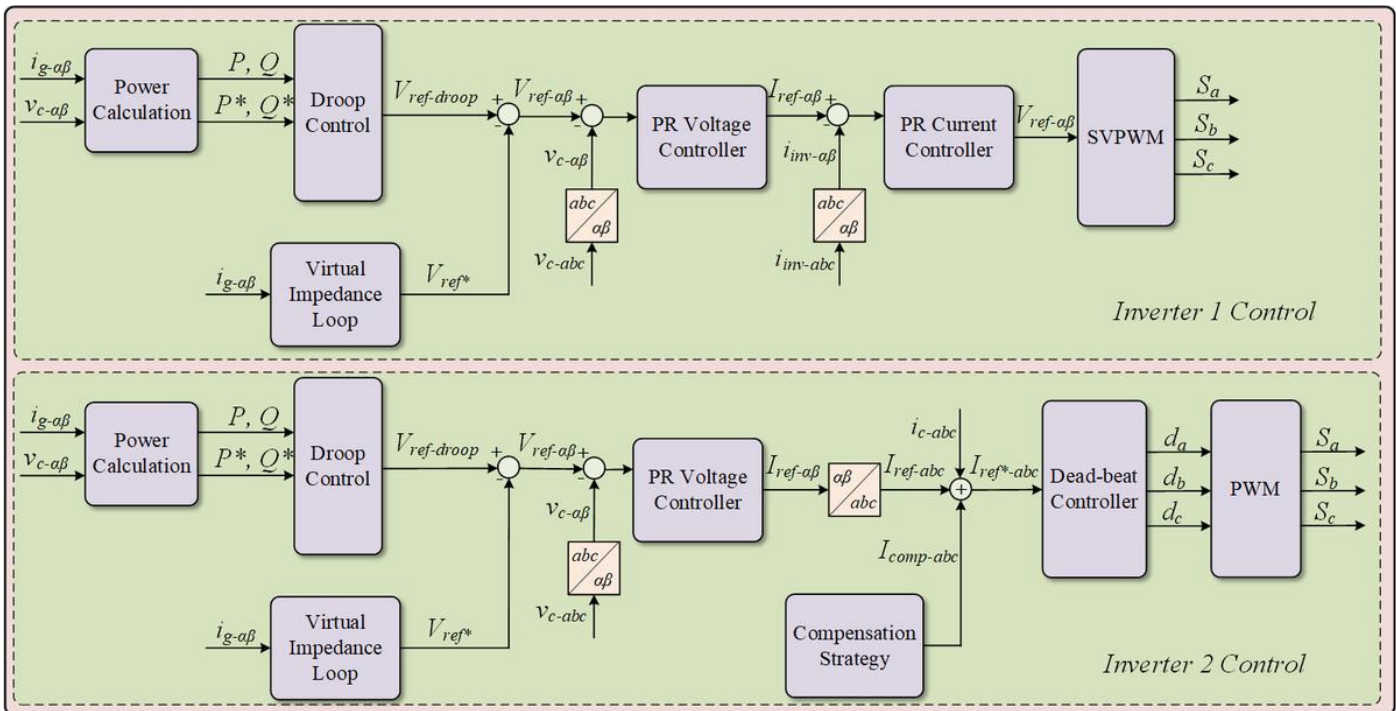 i_g-αβ
v_c-αβ
Power
Calculation
P, Q
P*, Q*
Droop
Control
V_ref-droop
+
-
V_ref-αβ
+
-
v_c-αβ
abc
αβ
v_c-abc
PR Voltage
Controller
I_ref-αβ
+
-
i_inv-αβ
abc
αβ
i_inv-abc
PR Current
Controller
V_ref-αβ
SVPWM
S_a
S_b
S_c
i_g-αβ
Virtual
Impedance
Loop
V_ref*
Inverter 1 Control
i_g-αβ
v_c-αβ
Power
Calculation
P, Q
P*, Q*
Droop
Control
V_ref-droop
+
-
V_ref-αβ
+
-
v_c-αβ
abc
αβ
v_c-abc
PR Voltage
Controller
I_ref-αβ
αβ
abc
I_ref-abc
i_c-abc
+
I_ref*-abc
I_comp-abc
Compensation
Strategy
Dead-beat
Controller
d_a
d_b
d_c
PWM
S_a
S_b
S_c
i_g-αβ
Virtual
Impedance
Loop
V_ref*
Inverter 2 Control